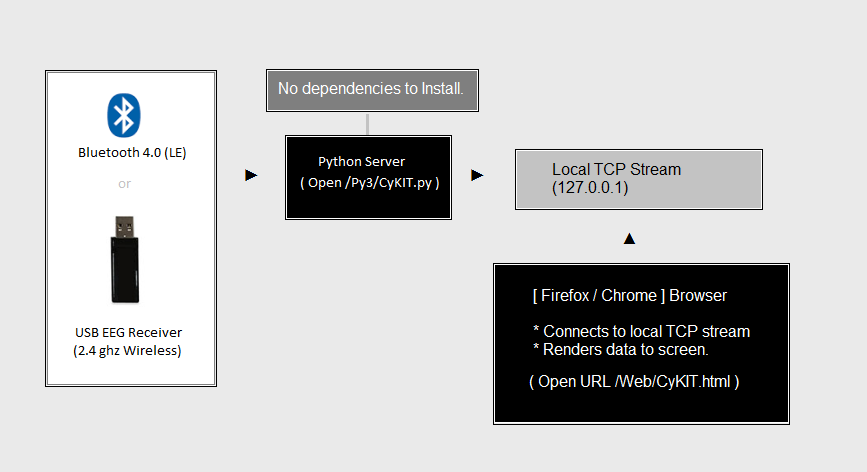 Bluetooth 4.0 (LE)
or
USB EEG Receiver
(2.4 ghz Wireless)
No dependencies to Install.
Python Server
( Open /Py3/CyKIT.py )
Local TCP Stream
(127.0.0.1)
[ Firefox / Chrome ] Browser
* Connects to local TCP stream
* Renders data to screen.
( Open URL /Web/CyKIT.html )